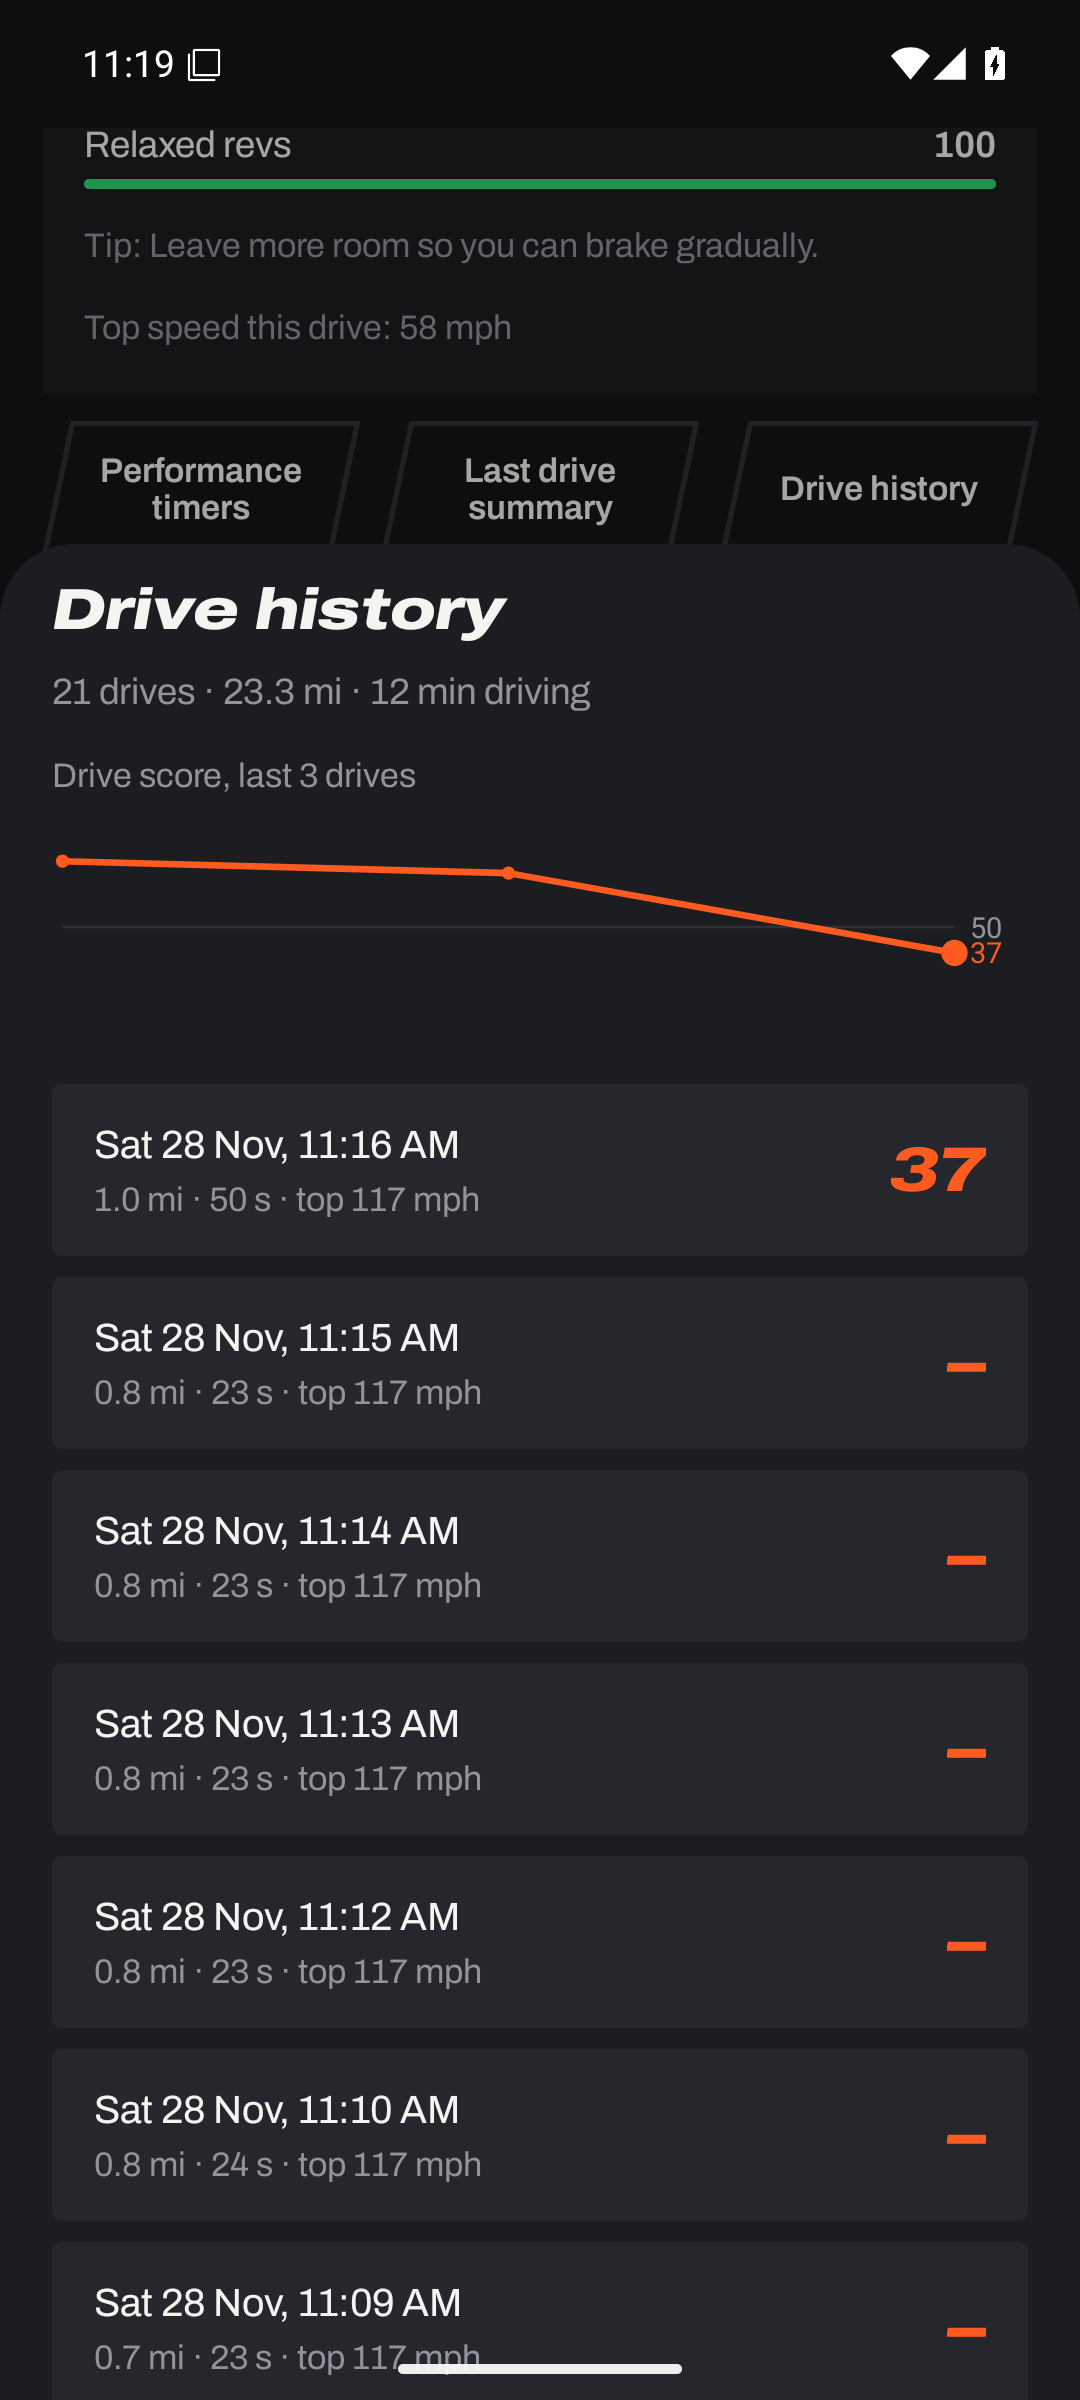 11:19
Relaxed revs 100
Tip: Leave more room so you can brake gradually.
Top speed this drive: 58 mph
Performance
timers
Last drive
summary
Drive history
Drive history
21 drives · 23.3 mi · 12 min driving
Drive score, last 3 drives
50
37
Sat 28 Nov, 11:16 AM
1.0 mi · 50 s · top 117 mph
37
Sat 28 Nov, 11:15 AM
0.8 mi · 23 s · top 117 mph
–
Sat 28 Nov, 11:14 AM
0.8 mi · 23 s · top 117 mph
–
Sat 28 Nov, 11:13 AM
0.8 mi · 23 s · top 117 mph
–
Sat 28 Nov, 11:12 AM
0.8 mi · 23 s · top 117 mph
–
Sat 28 Nov, 11:10 AM
0.8 mi · 24 s · top 117 mph
–
Sat 28 Nov, 11:09 AM
0.7 mi · 23 s · top 117 mph
–